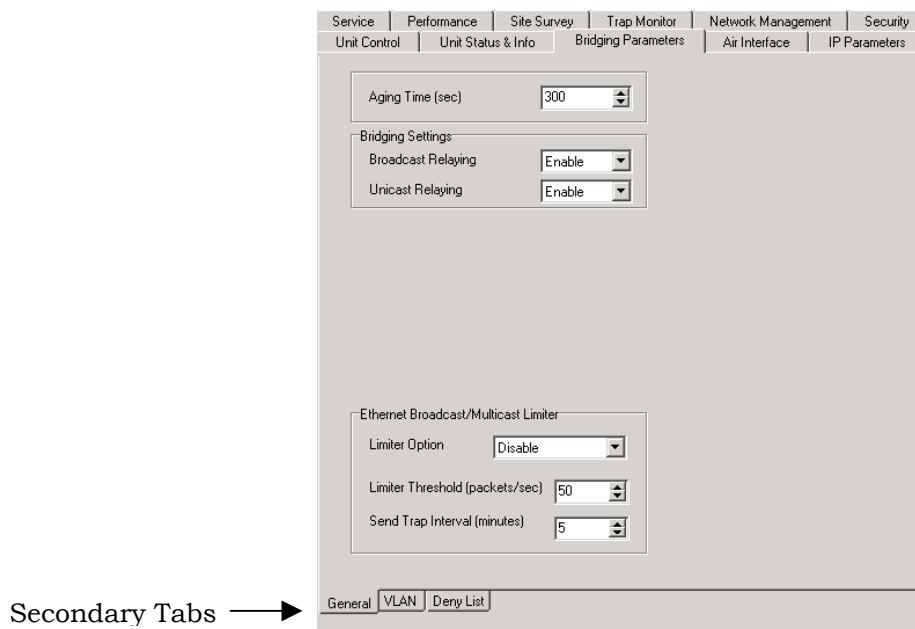 Service Performance Site Survey Trap Monitor Network Management Security
Unit Control Unit Status & Info Bridging Parameters Air Interface IP Parameters
Aging Time (sec) 300
Bridging Settings
Broadcast Relaying Enable
Unicast Relaying Enable
Ethernet Broadcast/Multicast Limiter
Limiter Option Disable
Limiter Threshold (packets/sec) 50
Send Trap Interval (minutes) 5
General VLAN Deny List
Secondary Tabs